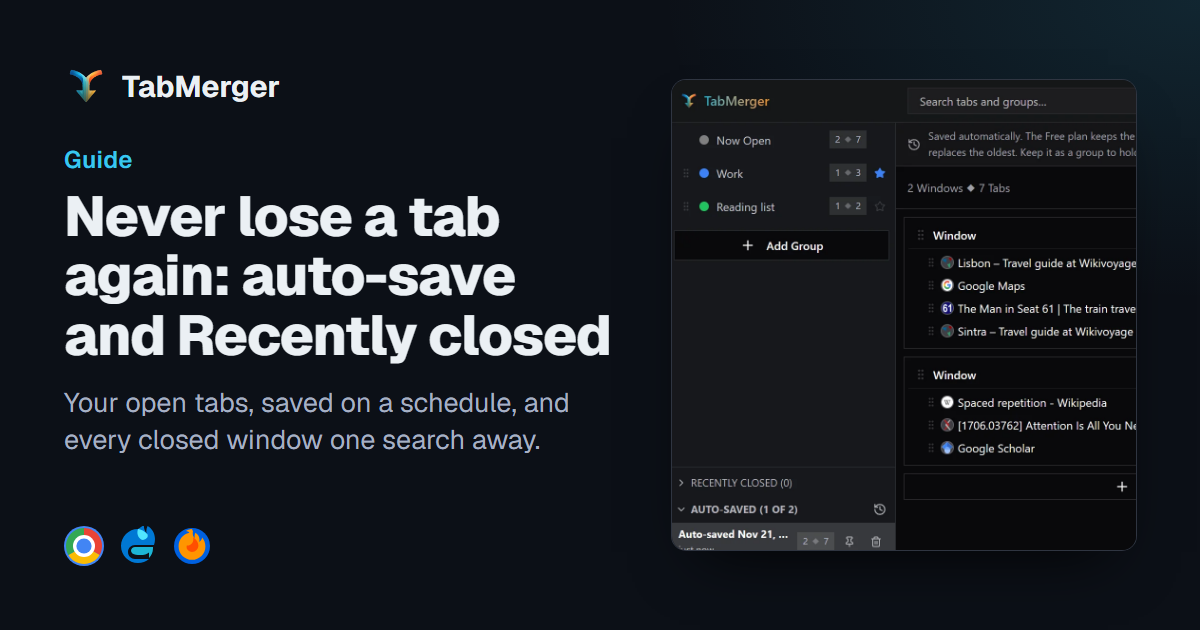 TabMerger
Guide
Never lose a tab
again: auto-save
and Recently closed
Your open tabs, saved on a schedule, and
every closed window one search away.
TabMerger
Search tabs and groups...
Now Open
2 ◆ 7
Work
1 ◆ 3
Reading list
1 ◆ 2
+ Add Group
RECENTLY CLOSED (0)
AUTO-SAVED (1 OF 2)
Auto-saved Nov 21, ...
2 ◆ 7
Saved automatically. The Free plan keeps the
replaces the oldest. Keep it as a group to
2 Windows ◆ 7 Tabs
Window
Lisbon – Travel guide at Wikivoyage
Google Maps
61 The Man in Seat 61 | The train
Sintra – Travel guide at Wikivoyage
Window
W Spaced repetition - Wikipedia
[1706.03762] Attention Is All You
Google Scholar
+